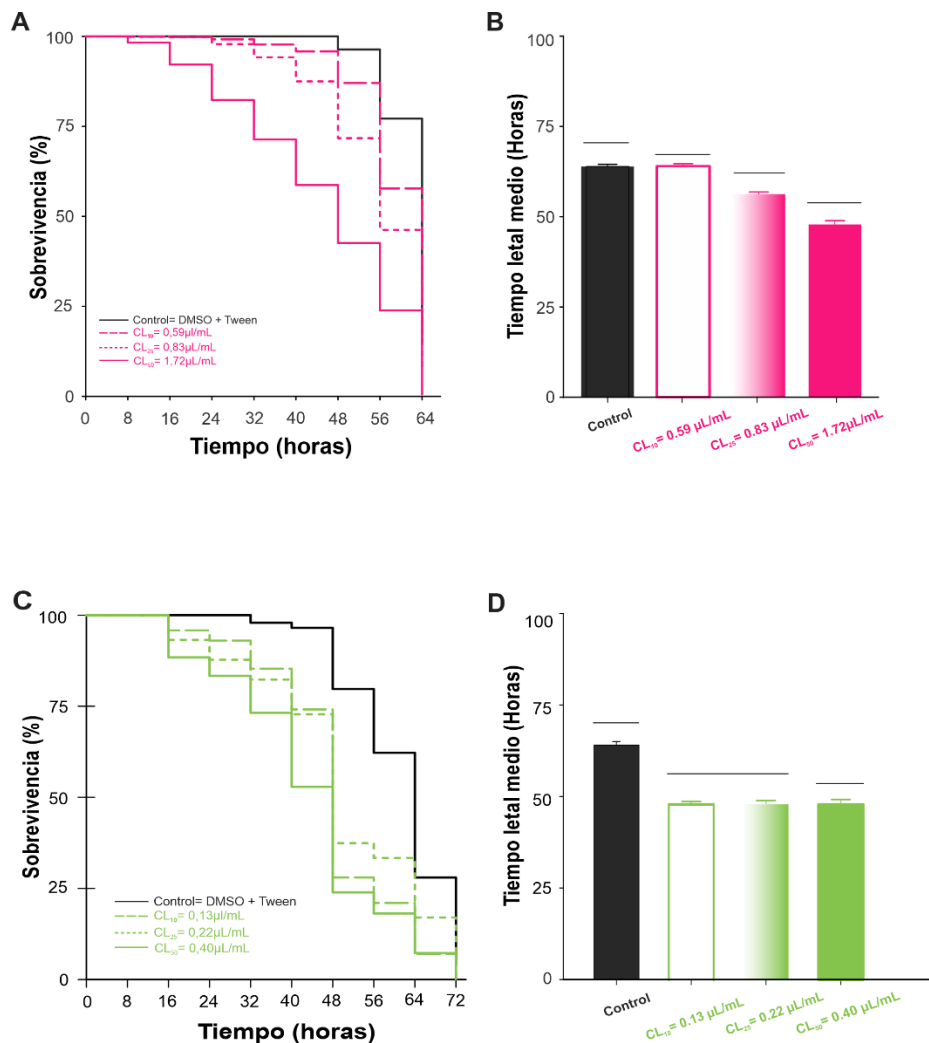 A
Sobrevivencia (%)
100
75
50
25
0
Control= DMSO + Tween
CL₁₀= 0,59µl/mL
CL₂₅= 0,83µL/mL
CL₅₀= 1,72µL/mL
0 8 16 24 32 40 48 56 64
Tiempo (horas)
B
Tiempo letal medio (Horas)
100
75
50
25
0
Control
CL₁₀= 0.59 µL/mL
CL₂₅= 0.83 µL/mL
CL₅₀= 1.72µL/mL
C
Sobrevivencia (%)
100
75
50
25
0
Control= DMSO + Tween
CL₁₀= 0,13µl/mL
CL₂₅= 0,22µL/mL
CL₅₀= 0,40µL/mL
0 8 16 24 32 40 48 56 64 72
Tiempo (horas)
D
Tiempo letal medio (Horas)
100
75
50
25
0
Control
CL₁₀= 0.13 µL/mL
CL₂₅= 0.22 µL/mL
CL₅₀= 0.40 µL/mL